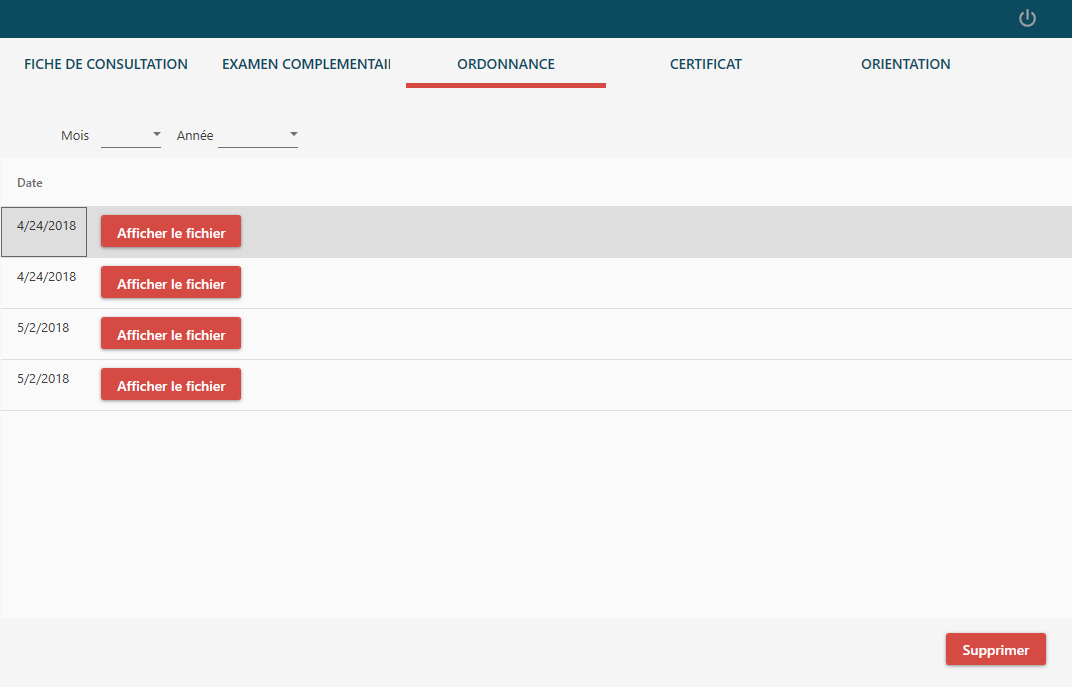 FICHE DE CONSULTATION EXAMEN COMPLEMENTAI ORDONNANCE CERTIFICAT ORIENTATION
Mois Année
Date
4/24/2018 Afficher le fichier
4/24/2018 Afficher le fichier
5/2/2018 Afficher le fichier
5/2/2018 Afficher le fichier
Supprimer